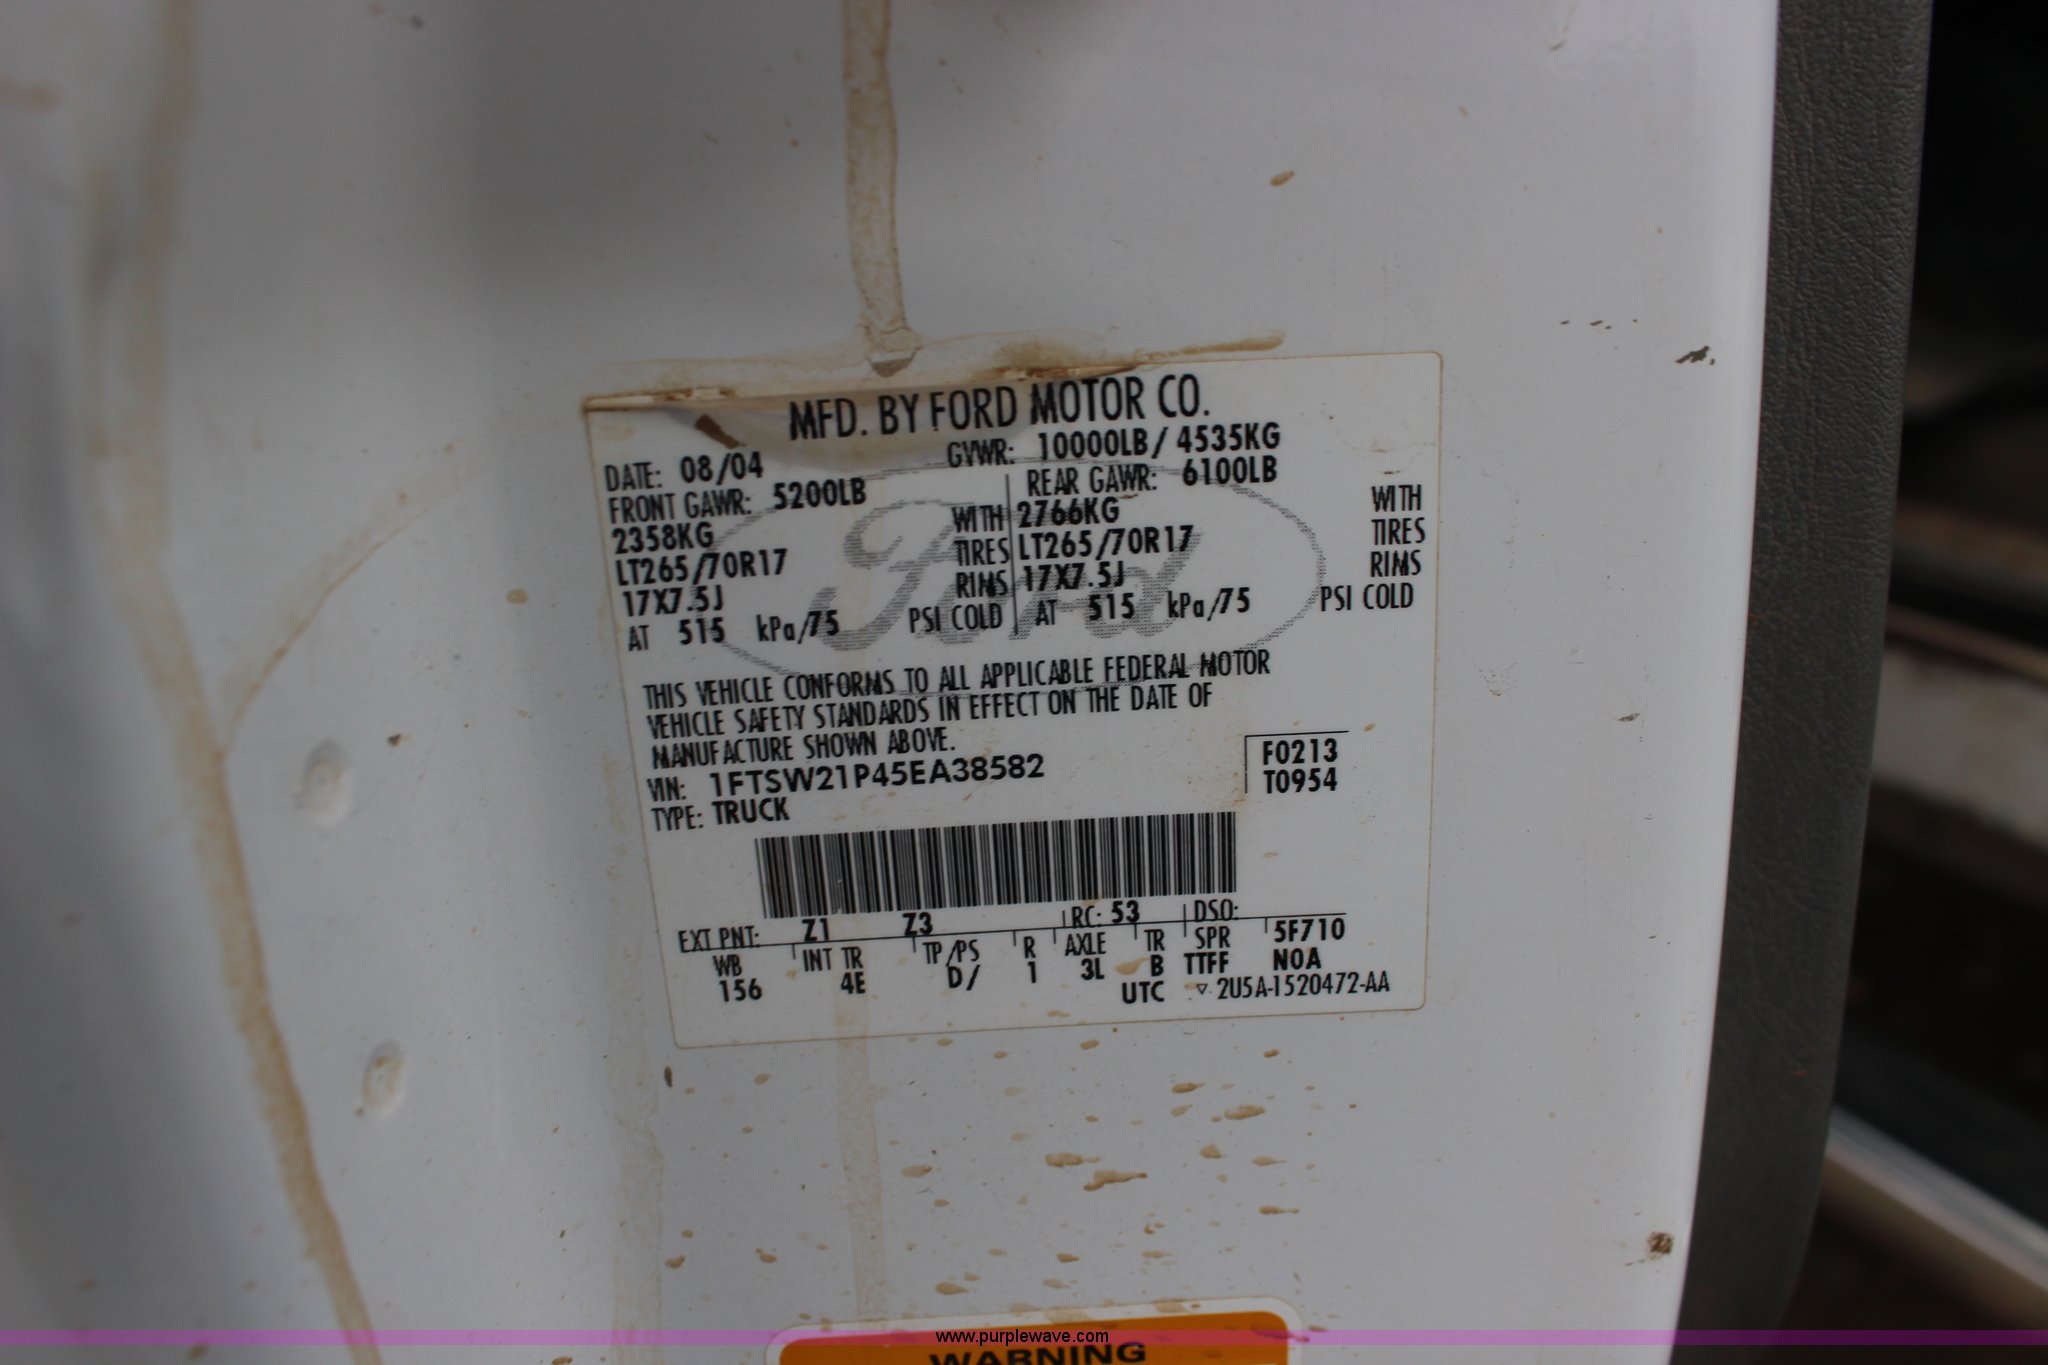 MFD. BY FORD MOTOR CO.
DATE: 08/04 GVWR: 10000LB/ 4535KG
FRONT GAWR: 5200LB REAR GAWR: 6100LB
2358KG WITH 2766KG WITH
LT265/70R17 TIRES LT265/70R17 TIRES
17X7.5J RIMS 17X7.5J RIMS
AT 515 kPa/75 PSI COLD AT 515 kPa/75 PSI COLD
Ford
THIS VEHICLE CONFORMS TO ALL APPLICABLE FEDERAL MOTOR
VEHICLE SAFETY STANDARDS IN EFFECT ON THE DATE OF
MANUFACTURE SHOWN ABOVE.
VIN: 1FTSW21P45EA38582 F0213
TYPE: TRUCK T0954
EXT PNT: Z1 Z3 RC: 53 DSO:
WB INT TR TP/PS R AXLE TR SPR 5F710
156 4E D/ 1 3L B TTFF N0A
UTC ▽ 2U5A-1520472-AA
www.purplewave.com
WARNING